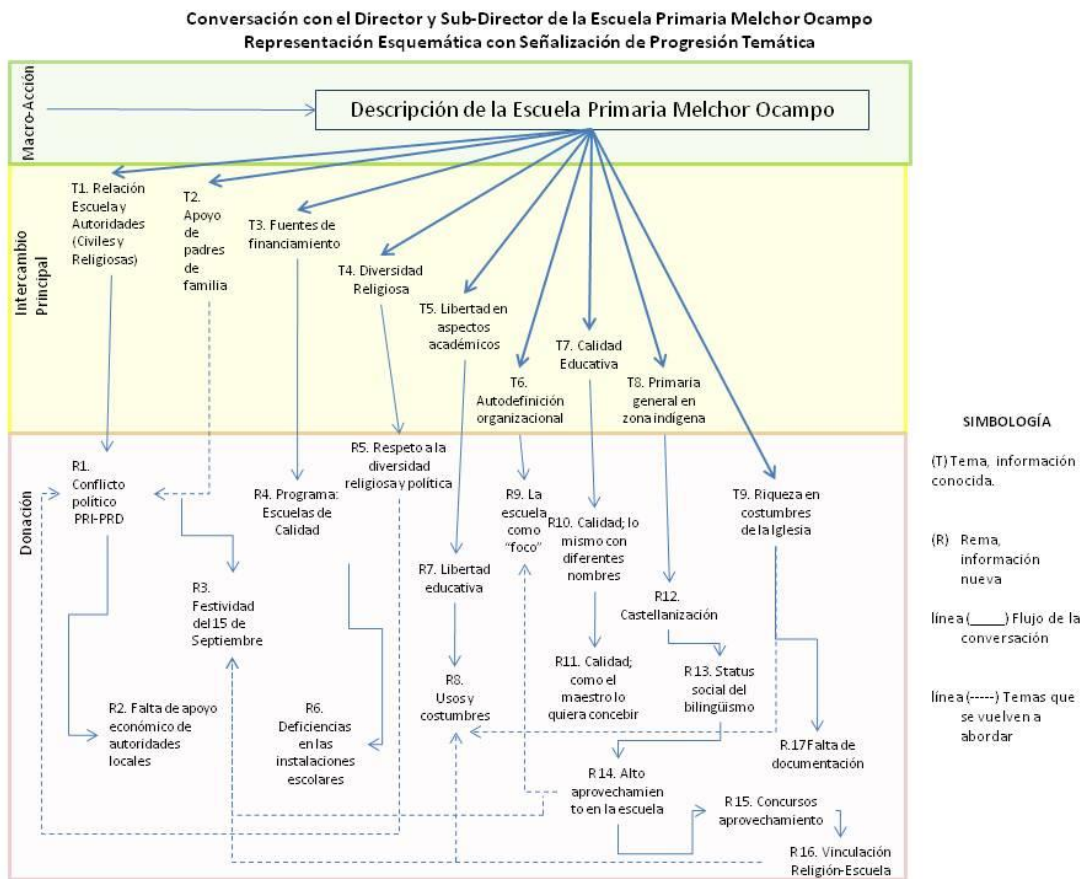 Conversación con el Director y Sub-Director de la Escuela Primaria Melchor Ocampo
Representación Esquemática con Señalización de Progresión Temática
Macro-Acción
Descripción de la Escuela Primaria Melchor Ocampo
Intercambio
Principal
T1. Relación
Escuela y
Autoridades
(Civiles y
Religiosas)
T2.
Apoyo
de
padres
de
familia
T3. Fuentes de
financiamiento
T4. Diversidad
Religiosa
T5. Libertad en
aspectos
académicos
T6.
Autodefinición
organizacional
T7. Calidad
Educativa
T8. Primaria
general en
zona indígena
Donación
R1.
Conflicto
político
PRI-PRD
R3.
Festividad
del 15 de
Septiembre
R2. Falta de apoyo
económico de
autoridades
locales
R4. Programa:
Escuelas de
Calidad
R5. Respeto a la
diversidad
religiosa y política
R6.
Deficiencias
en las
instalaciones
escolares
R7. Libertad
educativa
R8.
Usos y
costumbres
R9. La
escuela
como
“foco”
R10. Calidad; lo
mismo con
diferentes
nombres
R11. Calidad;
como el
maestro lo
quiera concebir
R12.
Castellanización
R13. Status
social del
bilingüismo
R14. Alto
aprovechamien
to en la escuela
R15. Concursos
aprovechamiento
R16. Vinculación
Religión-Escuela
T9. Riqueza en
costumbres
de la Iglesia
R.17 Falta de
documentación
SIMBOLOGÍA
(T) Tema, información
conocida.
(R) Rema,
información
nueva
línea (_____) Flujo de la
conversación
línea (-----) Temas que
se vuelven a
abordar